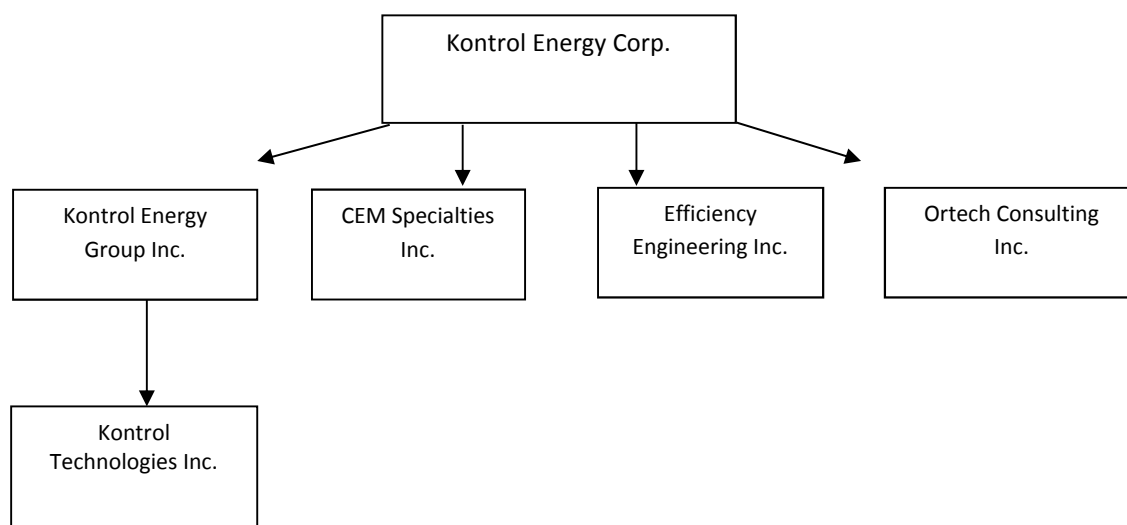 Kontrol Energy Corp.
Kontrol Energy
Group Inc.
CEM Specialties
Inc.
Efficiency
Engineering Inc.
Ortech Consulting
Inc.
Kontrol
Technologies Inc.